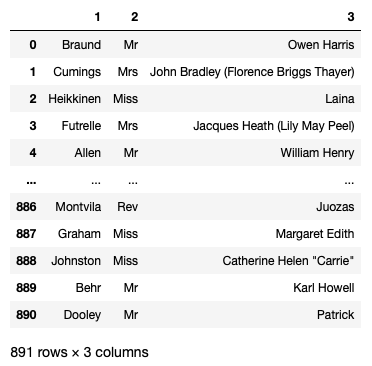 1 2 3
0 Braund Mr Owen Harris
1 Cumings Mrs John Bradley (Florence Briggs Thayer)
2 Heikkinen Miss Laina
3 Futrelle Mrs Jacques Heath (Lily May Peel)
4 Allen Mr William Henry
... ... ... ...
886 Montvila Rev Juozas
887 Graham Miss Margaret Edith
888 Johnston Miss Catherine Helen "Carrie"
889 Behr Mr Karl Howell
890 Dooley Mr Patrick
891 rows × 3 columns